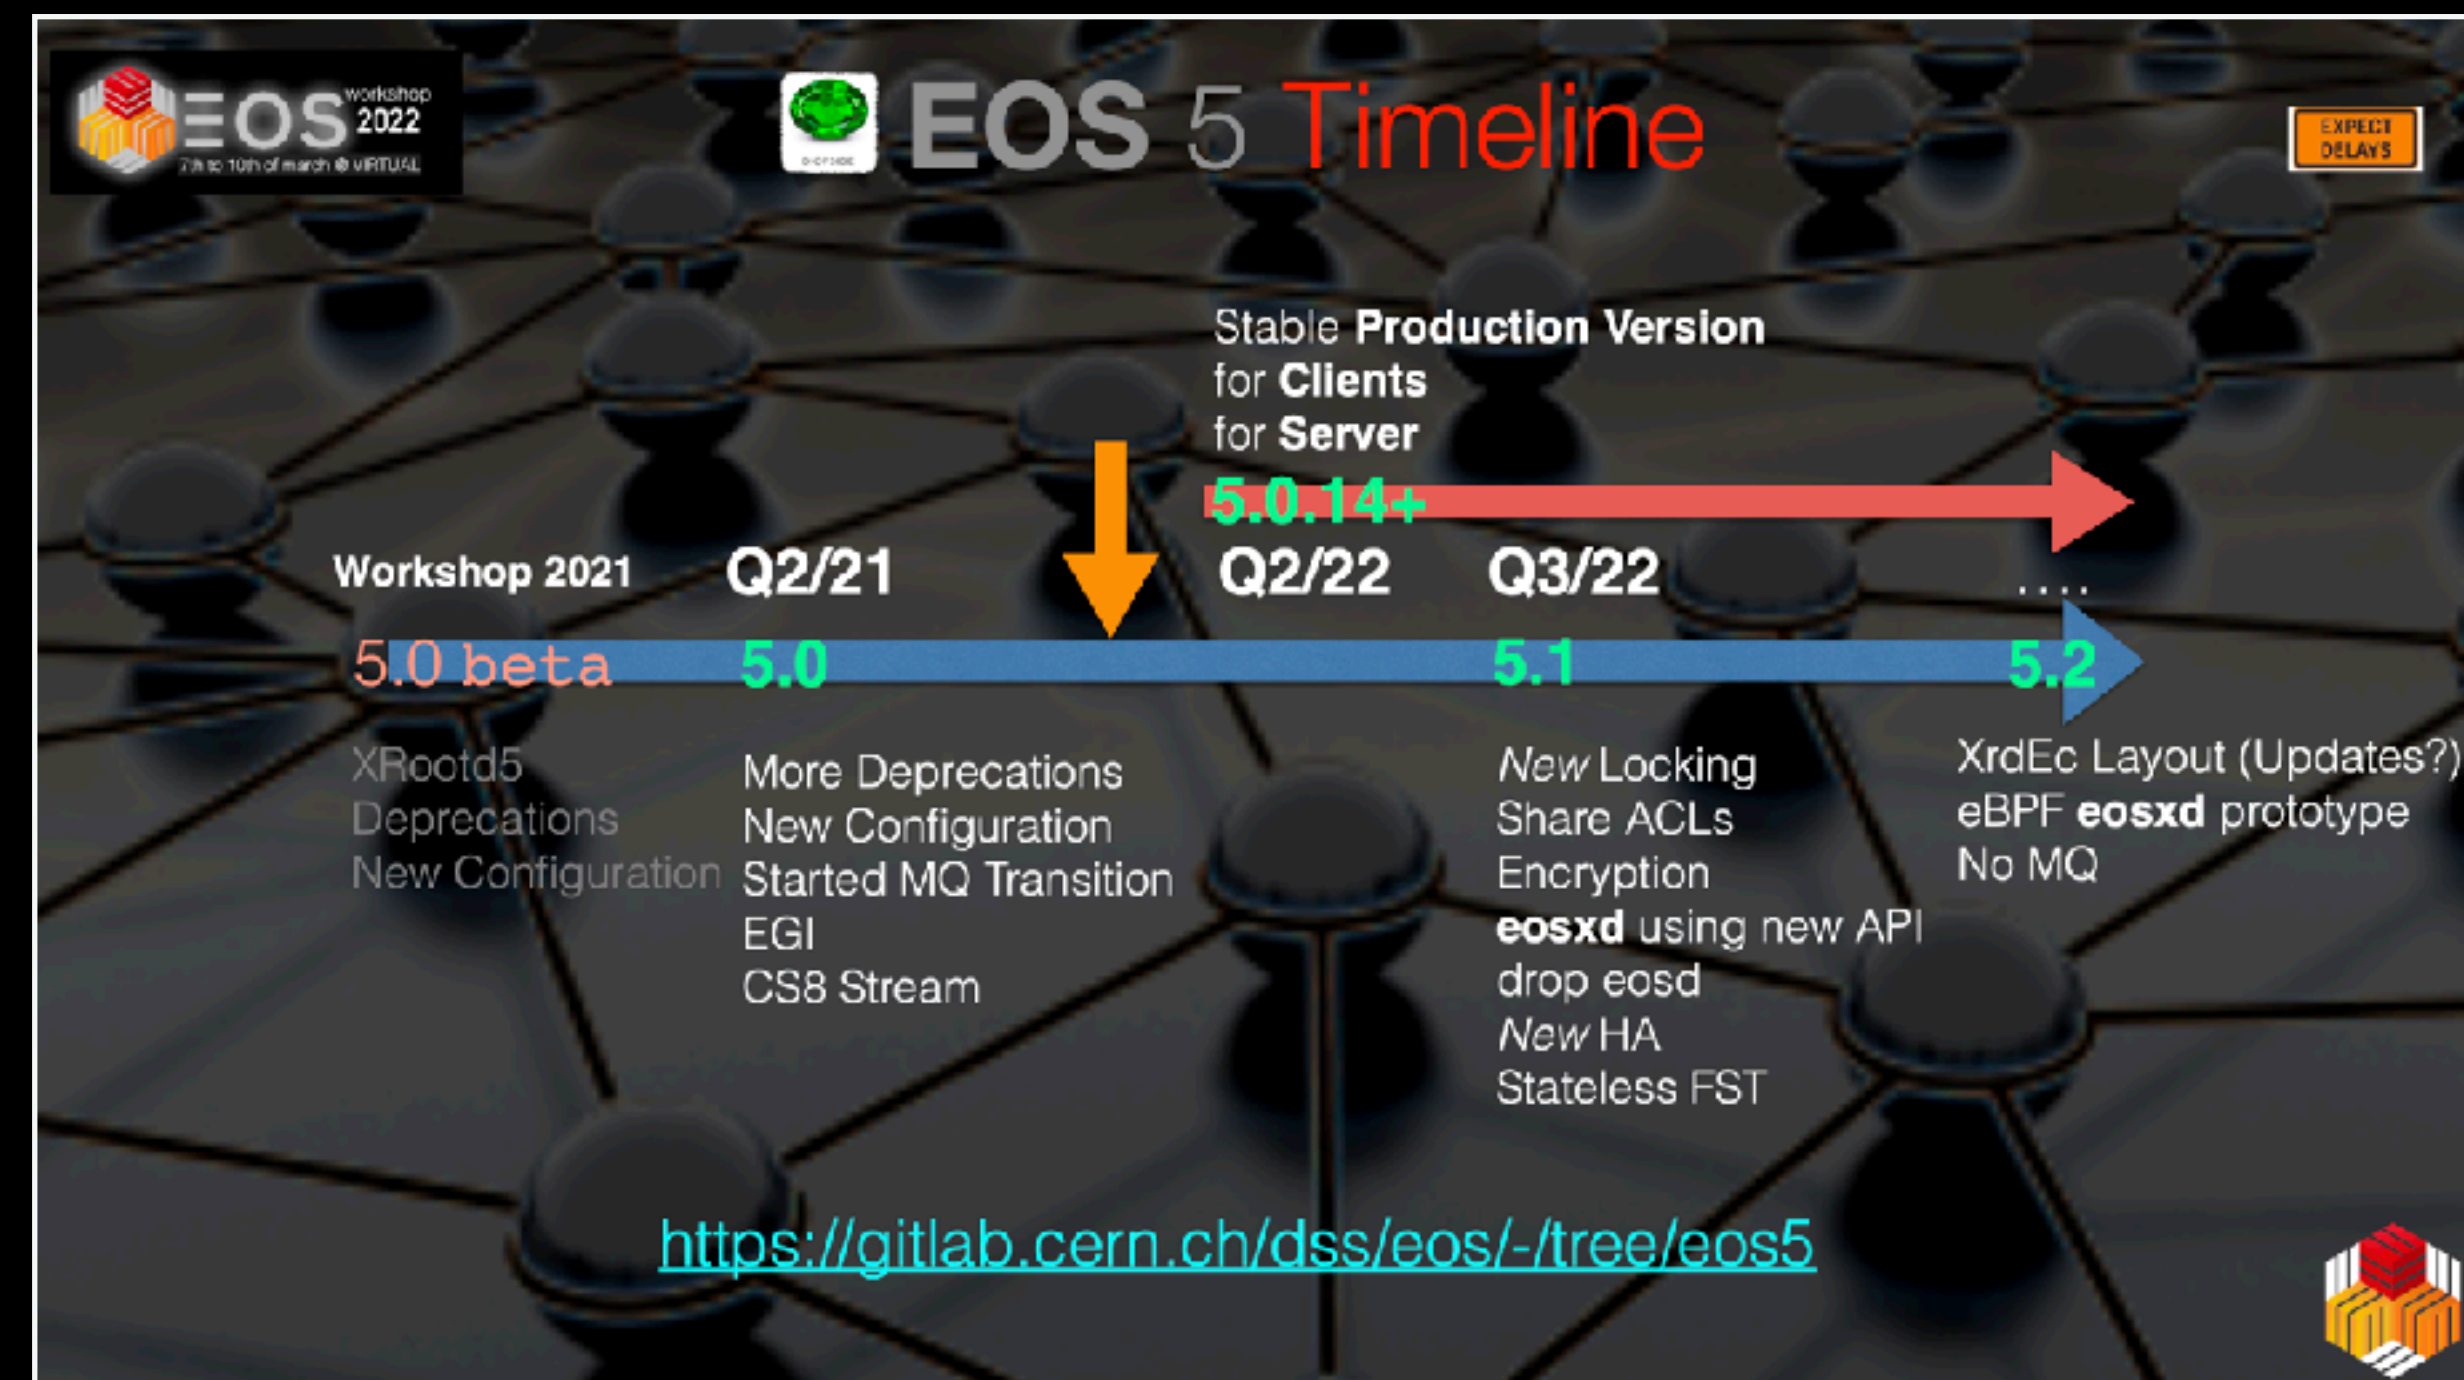 EOS workshop 2022
7th to 10th of march @ VIRTUAL
EOS 5 Timeline
EXPECT
DELAYS
Stable Production Version
for Clients
for Server
5.0.14+
Workshop 2021 Q2/21 Q2/22 Q3/22 ....
5.0 beta 5.0 5.1 5.2
XRootd5
Deprecations
New Configuration
More Deprecations
New Configuration
Started MQ Transition
EGI
CS8 Stream
New Locking
Share ACLs
Encryption
eosxd using new API
drop eosd
New HA
Stateless FST
XrdEc Layout (Updates?)
eBPF eosxd prototype
No MQ
https://gitlab.cern.ch/dss/eos/-/tree/eos5